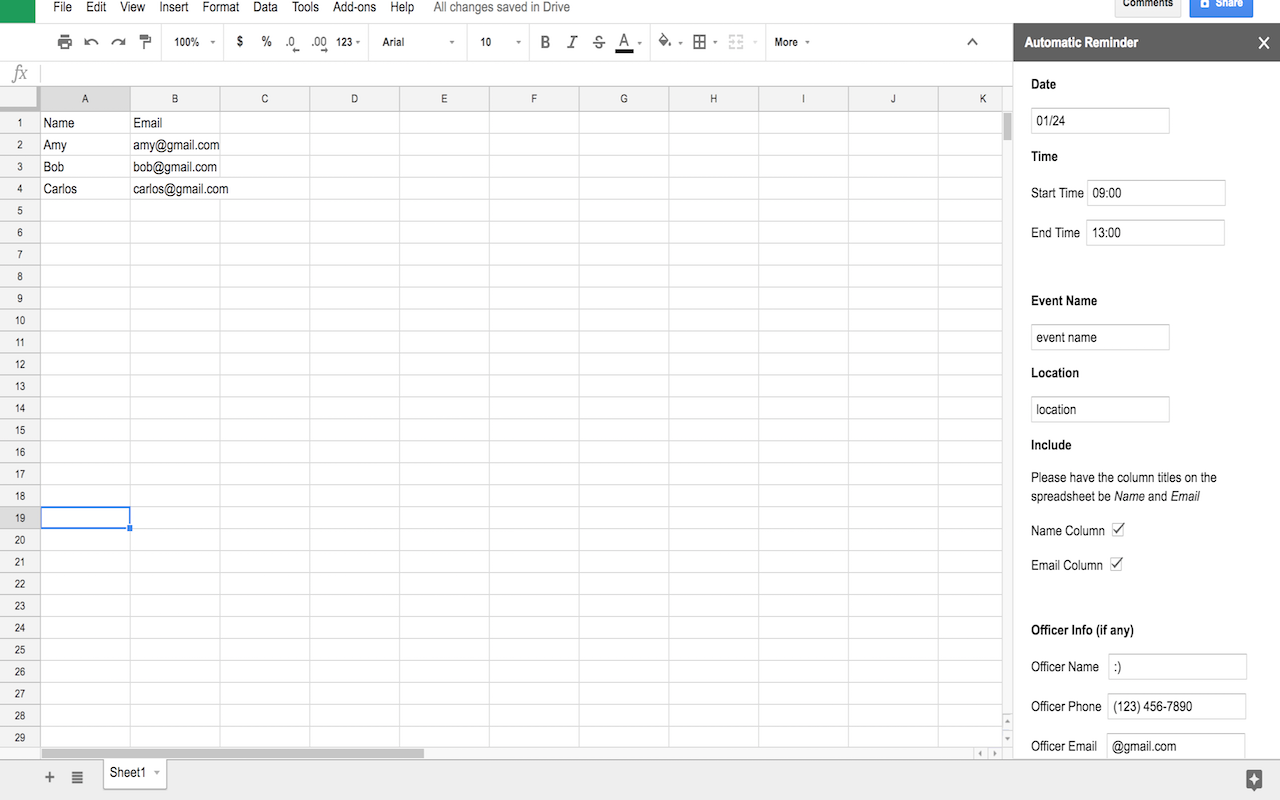 File Edit View Insert Format Data Tools Add-ons Help All changes saved in Drive
Comments Share
100% $ % .0 .00 123 Arial 10 B I S A More
Automatic Reminder
fx
A B C D E F G H I J K
1 Name Email
2 Amy amy@gmail.com
3 Bob bob@gmail.com
4 Carlos carlos@gmail.com
5
6
7
8
9
10
11
12
13
14
15
16
17
18
19
20
21
22
23
24
25
26
27
28
29
Sheet1
Date
01/24
Time
Start Time 09:00
End Time 13:00
Event Name
event name
Location
location
Include
Please have the column titles on the
spreadsheet be Name and Email
Name Column
Email Column
Officer Info (if any)
Officer Name :)
Officer Phone (123) 456-7890
Officer Email @gmail.com